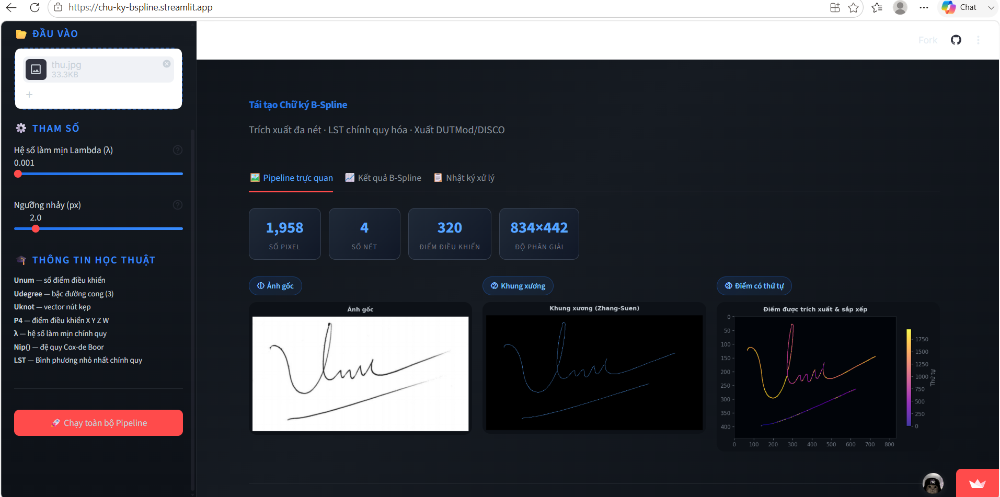 https://chu-ky-bspline.streamlit.app
Chat
ĐẦU VÀO
thu.jpg
33.3KB
THAM SỐ
Hệ số làm mịn Lambda (λ)
0.001
Ngưỡng nhảy (px)
2.0
THÔNG TIN HỌC THUẬT
Unum — số điểm điều khiển
Udegree — bậc đường cong (3)
Uknot — vector nút kẹp
P4 — điểm điều khiển X Y Z W
λ — hệ số làm mịn chính quy
Nip() — đệ quy Cox-de Boor
LST — Bình phương nhỏ nhất chính quy
Chạy toàn bộ Pipeline
Fork
Tái tạo Chữ ký B-Spline
Trích xuất đa nét · LST chính quy hóa · Xuất DUTMod/DISCO
Pipeline trực quan
Kết quả B-Spline
Nhật ký xử lý
1,958
SỐ PIXEL
4
SỐ NÉT
320
ĐIỂM ĐIỀU KHIỂN
834×442
ĐỘ PHÂN GIẢI
① Ảnh gốc
Ảnh gốc
② Khung xương
Khung xương (Zhang-Suen)
③ Điểm có thứ tự
Điểm được trích xuất & sắp xếp
0
50
100
150
200
250
300
350
400
0 100 200 300 400 500 600 700 800
1750
1500
1250
1000
750
500
250
0
Thứ tự